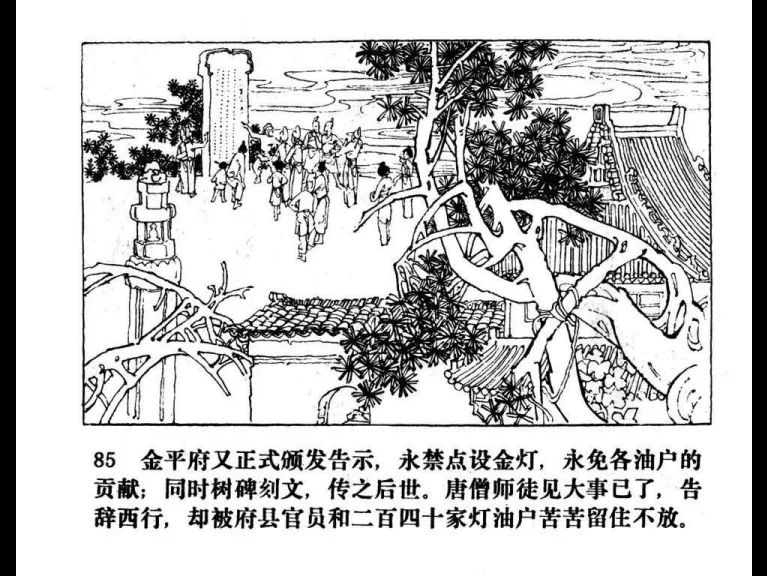 85 金平府又正式颁发告示，永禁点设金灯，永免各油户的
贡献；同时树碑刻文，传之后世。唐僧师徒见大事已了，告
辞西行，却被府县官员和二百四十家灯油户苦苦留住不放。